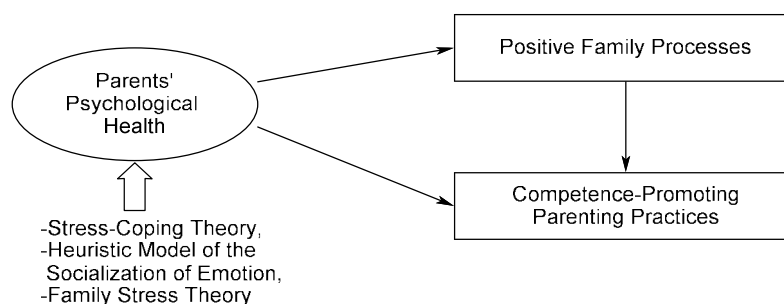 Parents'
Psychological
Health
Positive Family Processes
Competence-Promoting
Parenting Practices
-Stress-Coping Theory,
-Heuristic Model of the
Socialization of Emotion,
-Family Stress Theory